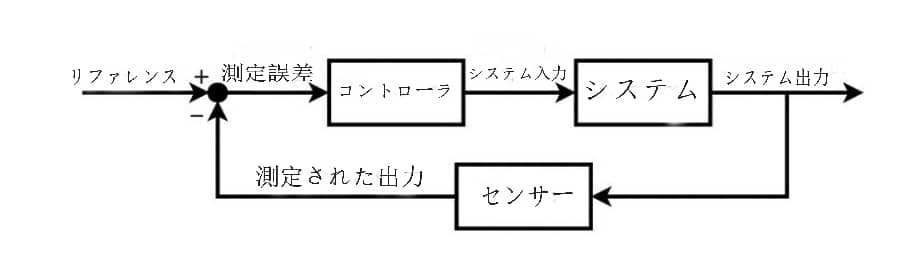 リファレンス
+
測定誤差
コントローラ
システム入力
システム
システム出力
−
測定された出力
センサー